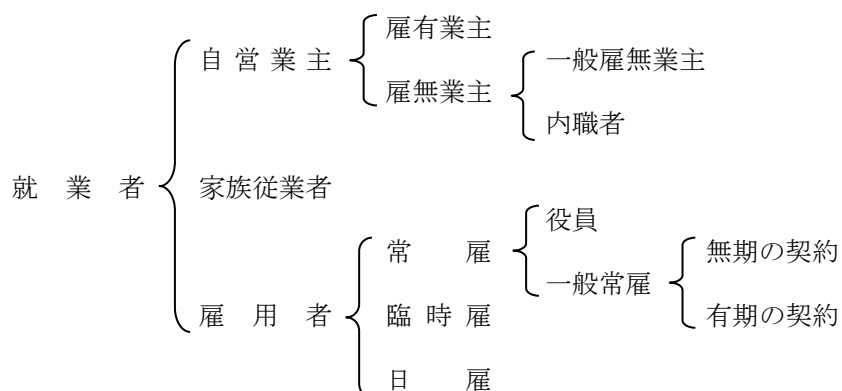 雇有業主
自営業主
一般雇無業主
雇無業主
内職者
就業者
家族従業者
役員
常雇
無期の契約
一般常雇
雇用者
臨時雇
有期の契約
日雇